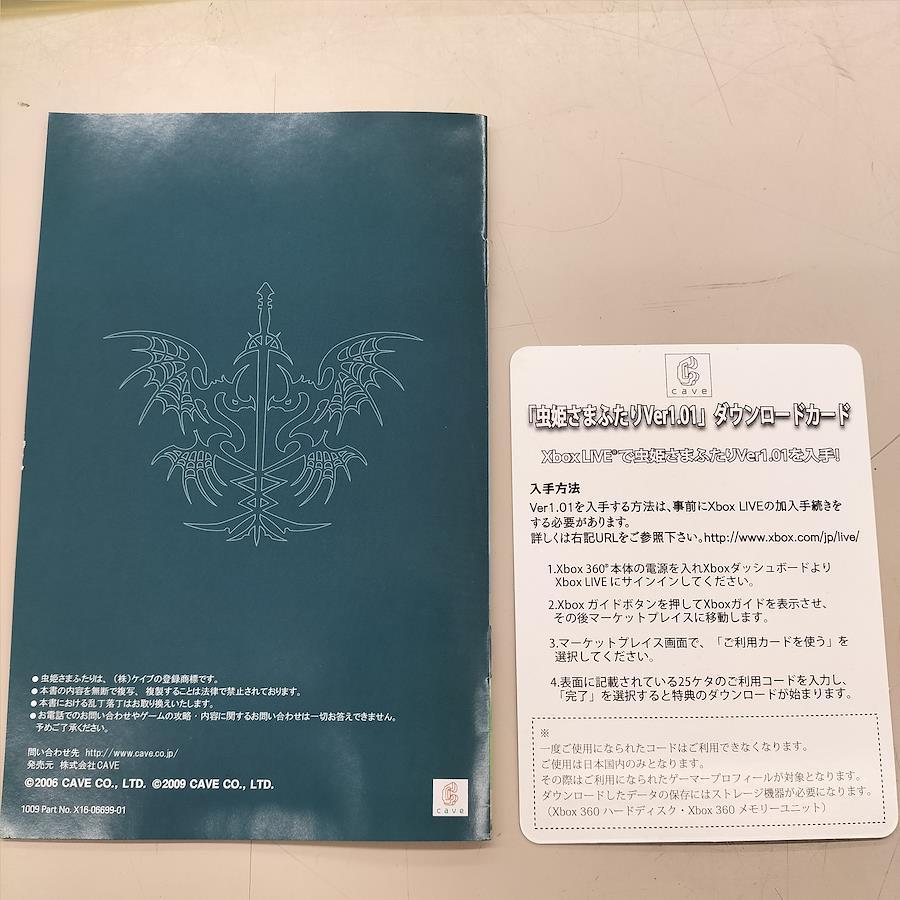 ●虫姫さまふたりは、(株)ケイブの登録商標です。
●本書の内容を無断で複写、複製することは法律で禁止されております。
●本書における乱丁落丁はお取り換えいたします。
●お電話でのお問い合わせやゲームの攻略・内容に関するお問い合わせは一切お答えできません。
予めご了承ください。
問い合わせ先 http://www.cave.co.jp/
発売元 株式会社CAVE
©2006 CAVE CO., LTD. ©2009 CAVE CO., LTD.
1009 Part No. X16-06699-01
cave
cave
「虫姫さまふたりVer1.01」ダウンロードカード
Xbox LIVE®で虫姫さまふたりVer1.01を入手!
入手方法
Ver1.01を入手する方法は、事前にXbox LIVEの加入手続きを
する必要があります。
詳しくは右記URLをご参照下さい。http://www.xbox.com/jp/live/
1.Xbox 360®本体の電源を入れXboxダッシュボードより
Xbox LIVE にサインインしてください。
2.Xbox ガイドボタンを押してXboxガイドを表示させ、
その後マーケットプレイスに移動します。
3.マーケットプレイス画面で、「ご利用カードを使う」を
選択してください。
4.表面に記載されている25ケタのご利用コードを入力し、
「完了」を選択すると特典のダウンロードが始まります。
※
一度ご使用になられたコードはご利用できなくなります。
ご使用は日本国内のみとなります。
その際はご利用になられたゲーマープロフィールが対象となります。
ダウンロードしたデータの保存にはストレージ機器が必要になります。
(Xbox 360 ハードディスク・Xbox 360 メモリーユニット)